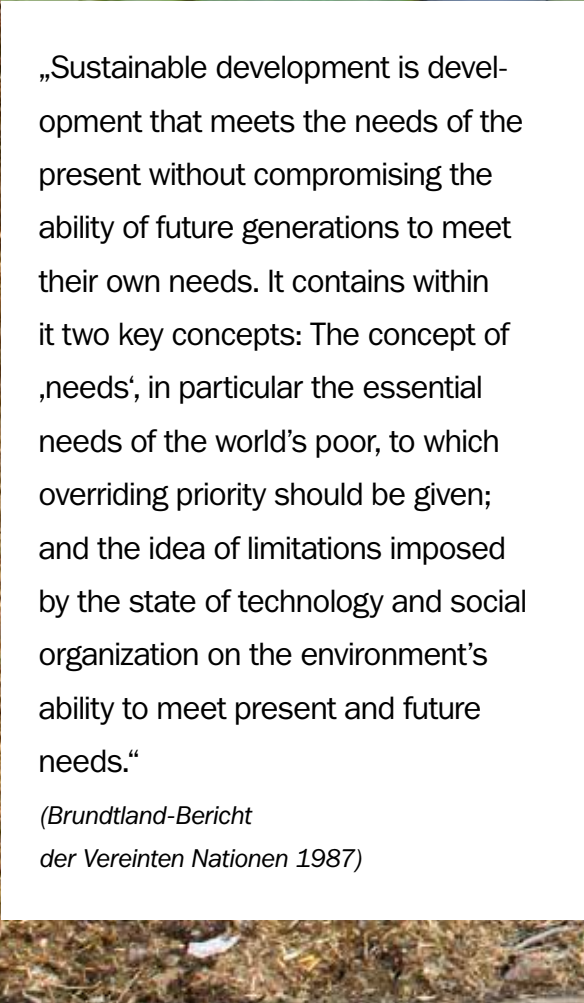 „Sustainable development is devel-
opment that meets the needs of the
present without compromising the
ability of future generations to meet
their own needs. It contains within
it two key concepts: The concept of
‚needs‘, in particular the essential
needs of the world’s poor, to which
overriding priority should be given;
and the idea of limitations imposed
by the state of technology and social
organization on the environment’s
ability to meet present and future
needs.“
(Brundtland-Bericht
der Vereinten Nationen 1987)